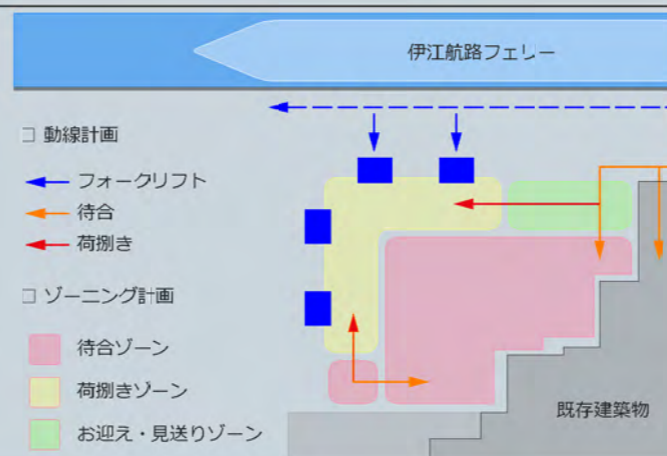 伊江航路フェリー
□ 動線計画
フォークリフト
待合
荷捌き
□ ゾーニング計画
待合ゾーン
荷捌きゾーン
お迎え・見送りゾーン
既存建築物